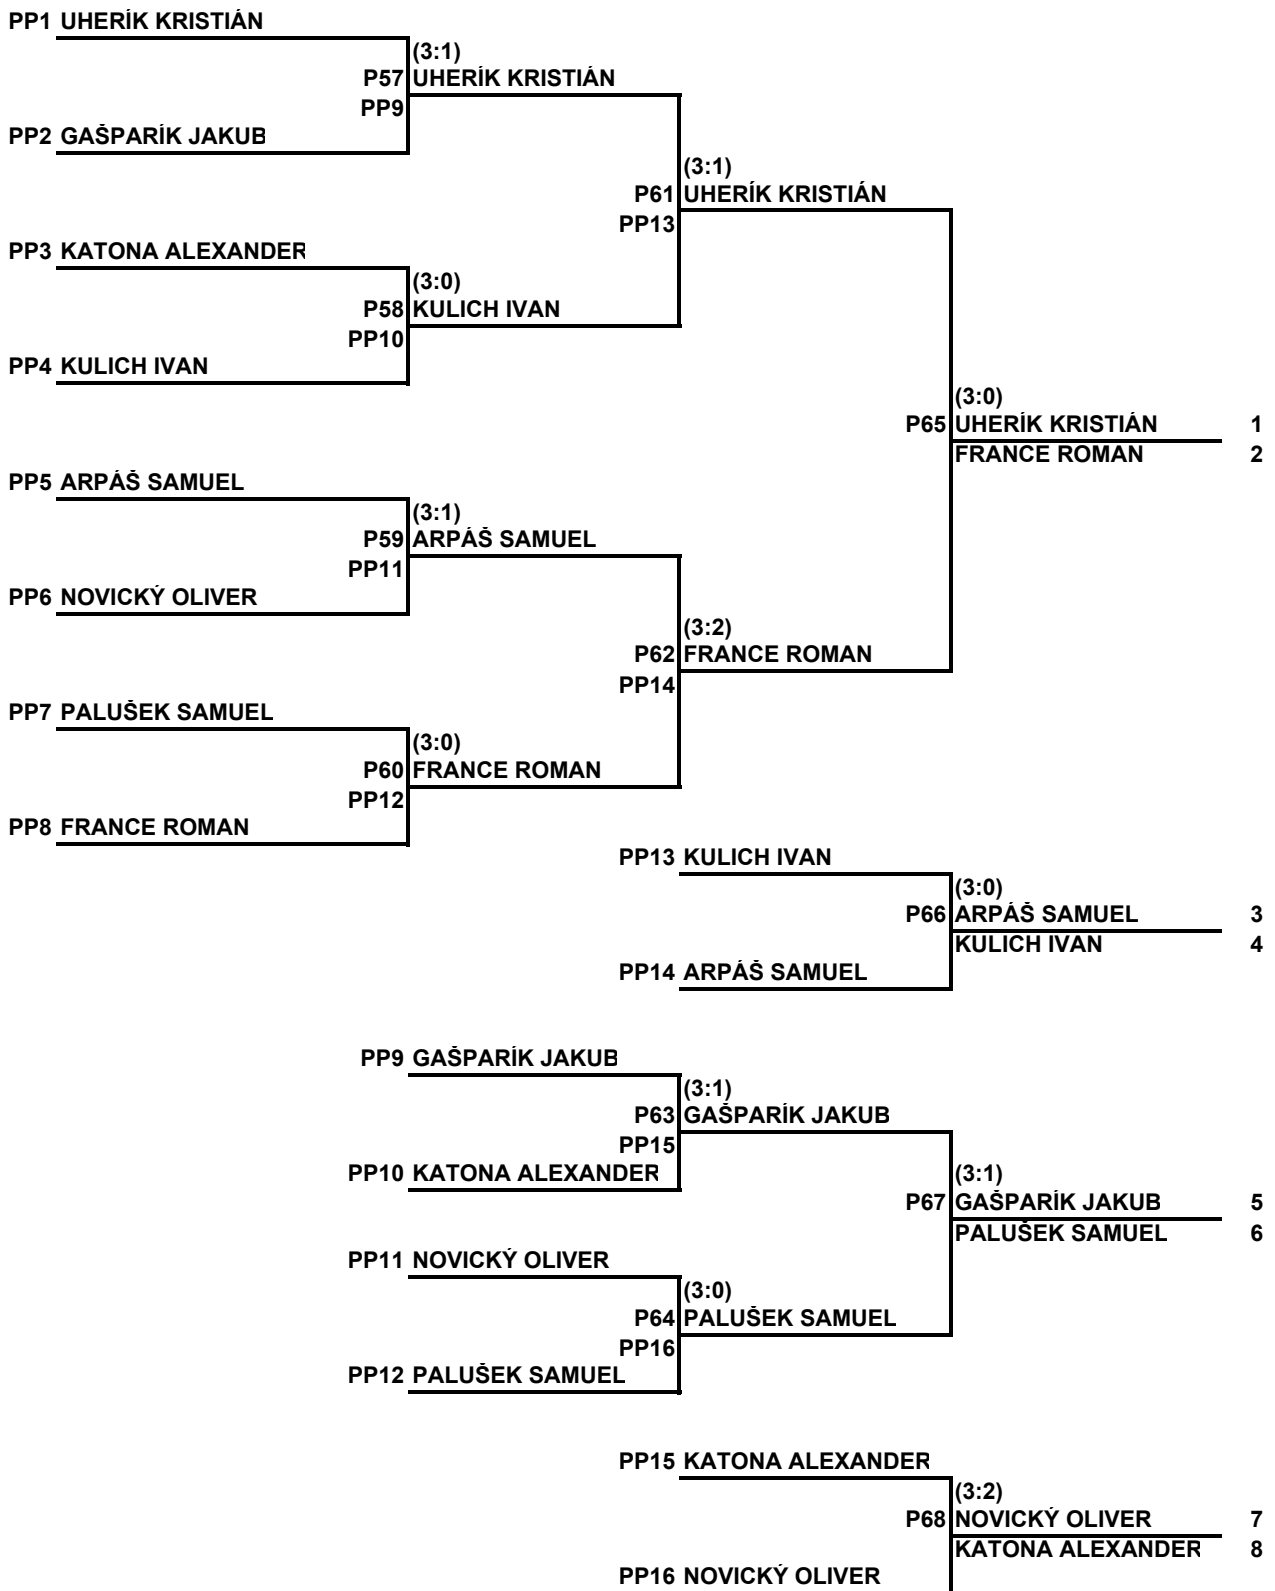 PP1 UHERÍK KRISTIÁN
(3:1)
P57 UHERÍK KRISTIÁN
PP9
PP2 GAŠPARÍK JAKUB
(3:1)
P61 UHERÍK KRISTIÁN
PP13
PP3 KATONA ALEXANDER
(3:0)
P58 KULICH IVAN
PP10
PP4 KULICH IVAN
(3:0)
P65 UHERÍK KRISTIÁN 1
FRANCE ROMAN 2
PP5 ARPÁŠ SAMUEL
(3:1)
P59 ARPÁŠ SAMUEL
PP11
PP6 NOVICKÝ OLIVER
(3:2)
P62 FRANCE ROMAN
PP14
PP7 PALUŠEK SAMUEL
(3:0)
P60 FRANCE ROMAN
PP12
PP8 FRANCE ROMAN
PP13 KULICH IVAN
(3:0)
P66 ARPÁŠ SAMUEL 3
KULICH IVAN 4
PP14 ARPÁŠ SAMUEL
PP9 GAŠPARÍK JAKUB
(3:1)
P63 GAŠPARÍK JAKUB
PP15
PP10 KATONA ALEXANDER
(3:1)
P67 GAŠPARÍK JAKUB 5
PALUŠEK SAMUEL 6
PP11 NOVICKÝ OLIVER
(3:0)
P64 PALUŠEK SAMUEL
PP16
PP12 PALUŠEK SAMUEL
PP15 KATONA ALEXANDER
(3:2)
P68 NOVICKÝ OLIVER 7
KATONA ALEXANDER 8
PP16 NOVICKÝ OLIVER